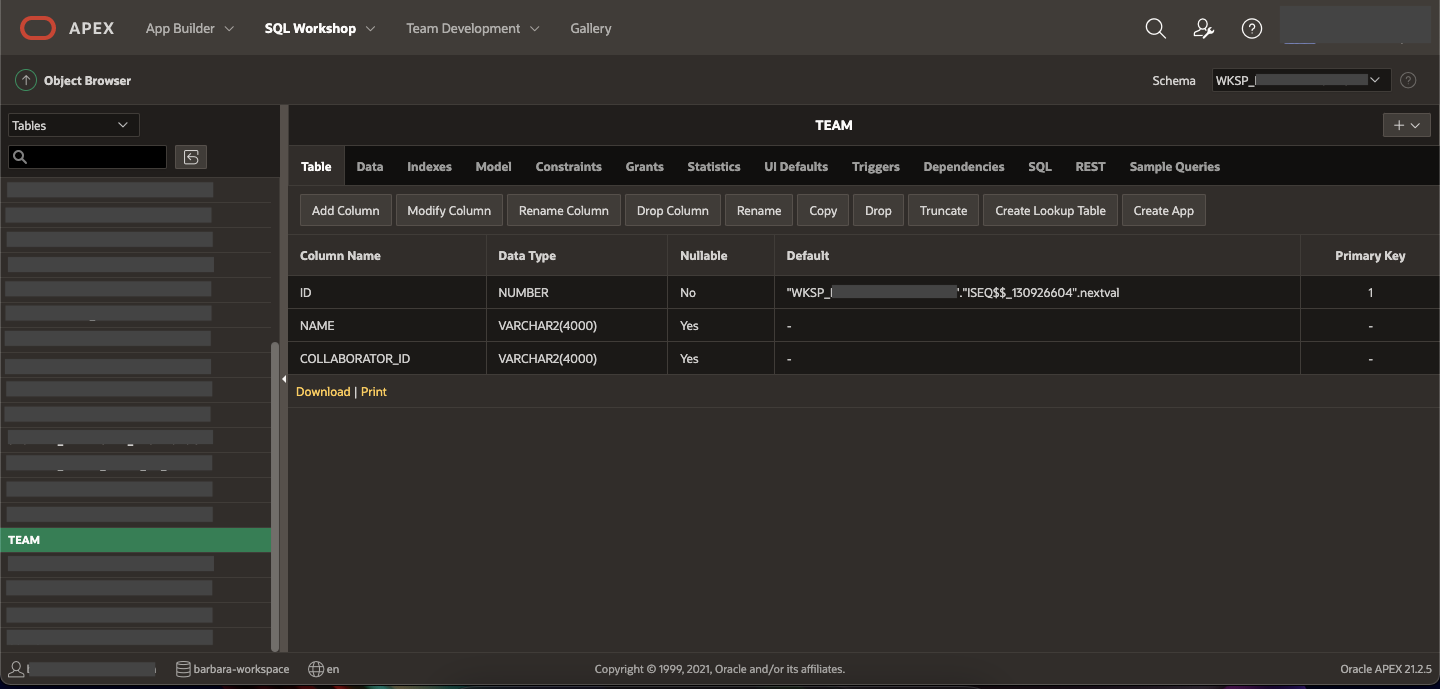 APEX App Builder SQL Workshop Team Development Gallery
Object Browser Schema WKSP_
Tables
TEAM
Table Data Indexes Model Constraints Grants Statistics UI Defaults Triggers Dependencies SQL REST Sample Queries
Add Column Modify Column Rename Column Drop Column Rename Copy Drop Truncate Create Lookup Table Create App
Column Name Data Type Nullable Default Primary Key
ID NUMBER No "WKSP_ "."ISEQ$$_130926604".nextval 1
NAME VARCHAR2(4000) Yes - -
COLLABORATOR_ID VARCHAR2(4000) Yes - -
Download | Print
TEAM
barbara-workspace en Copyright © 1999, 2021, Oracle and/or its affiliates. Oracle APEX 21.2.5